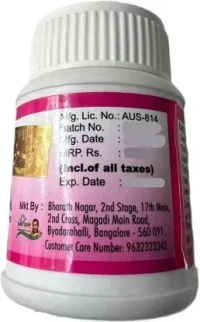 Mfg. Lic. No.: AUS-814
Batch No. :
Mfg. Date :
MRP. Rs. :
(Incl.of all taxes)
Exp. Date :
Mkt By : Bharath Nagar, 2nd Stage, 17th Main,
2nd Cross, Magadi Main Road,
Byadarahalli, Bangalore - 560 091.
Customer Care Number: 9632323343